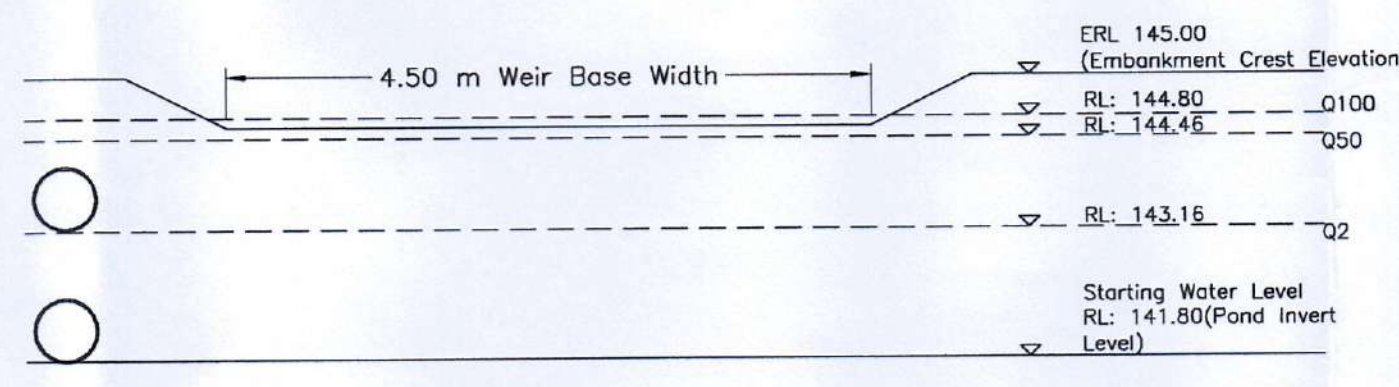 ERL 145.00
(Embankment Crest Elevation
4.50 m Weir Base Width
RL: 144.80
Q100
RL: 144.46
Q50
RL: 143.16
Q2
Starting Water Level
RL: 141.80(Pond Invert
Level)